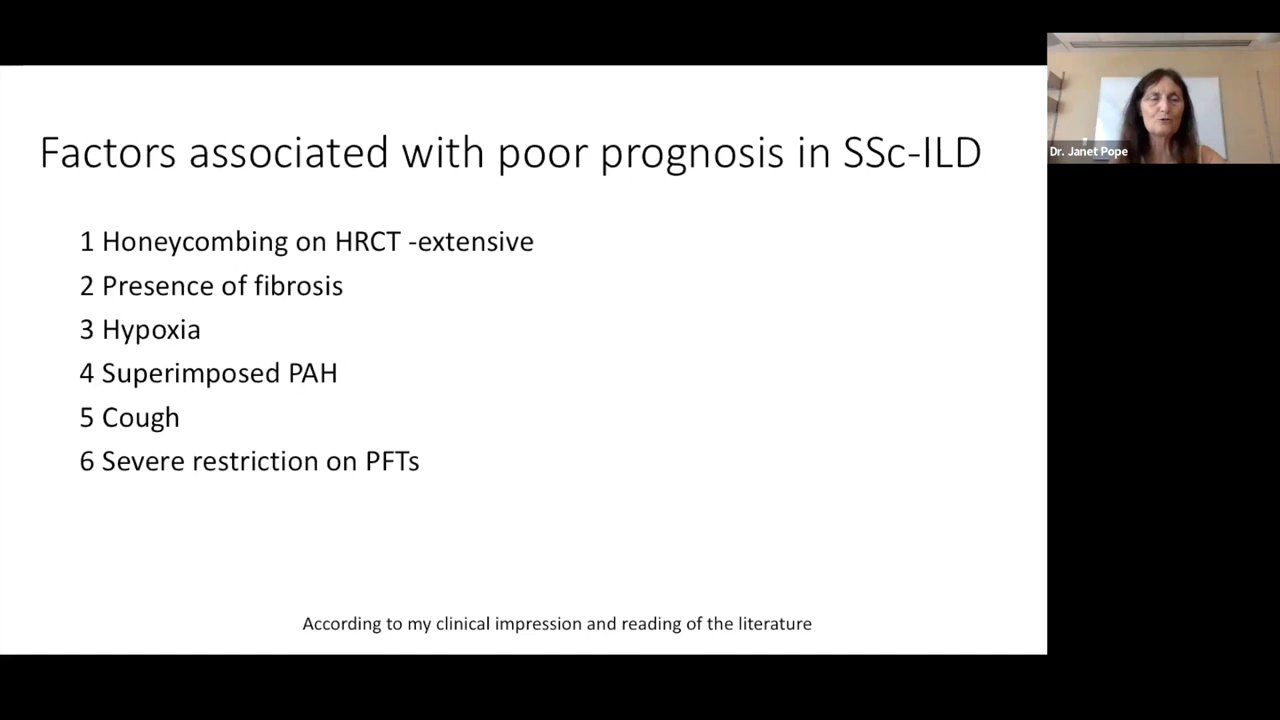 Factors associated with poor prognosis in SSc-ILD
1 Honeycombing on HRCT -extensive
2 Presence of fibrosis
3 Hypoxia
4 Superimposed PAH
5 Cough
6 Severe restriction on PFTs
According to my clinical impression and reading of the literature
Dr. Janet Pope